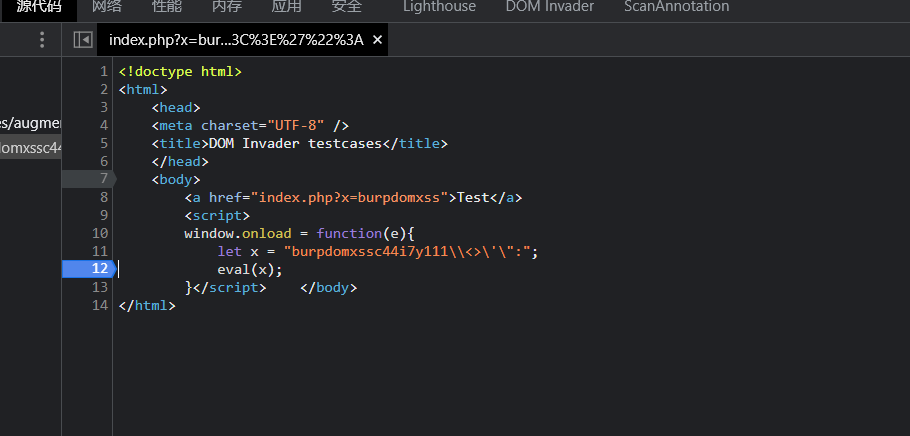 源代码 网络 性能 内存 应用 安全 Lighthouse DOM Invader ScanAnnotation
index.php?x=bur...3C%3E%27%22%3A ×
es/augmer
domxssc44
1 <!doctype html>
2 <html>
3 <head>
4 <meta charset="UTF-8" />
5 <title>DOM Invader testcases</title>
6 </head>
7 <body>
8 <a href="index.php?x=burpdomxss">Test</a>
9 <script>
10 window.onload = function(e){
11 let x = "burpdomxssc44i7y111\\<>\'\":";
12 eval(x);
13 }</script> </body>
14 </html>